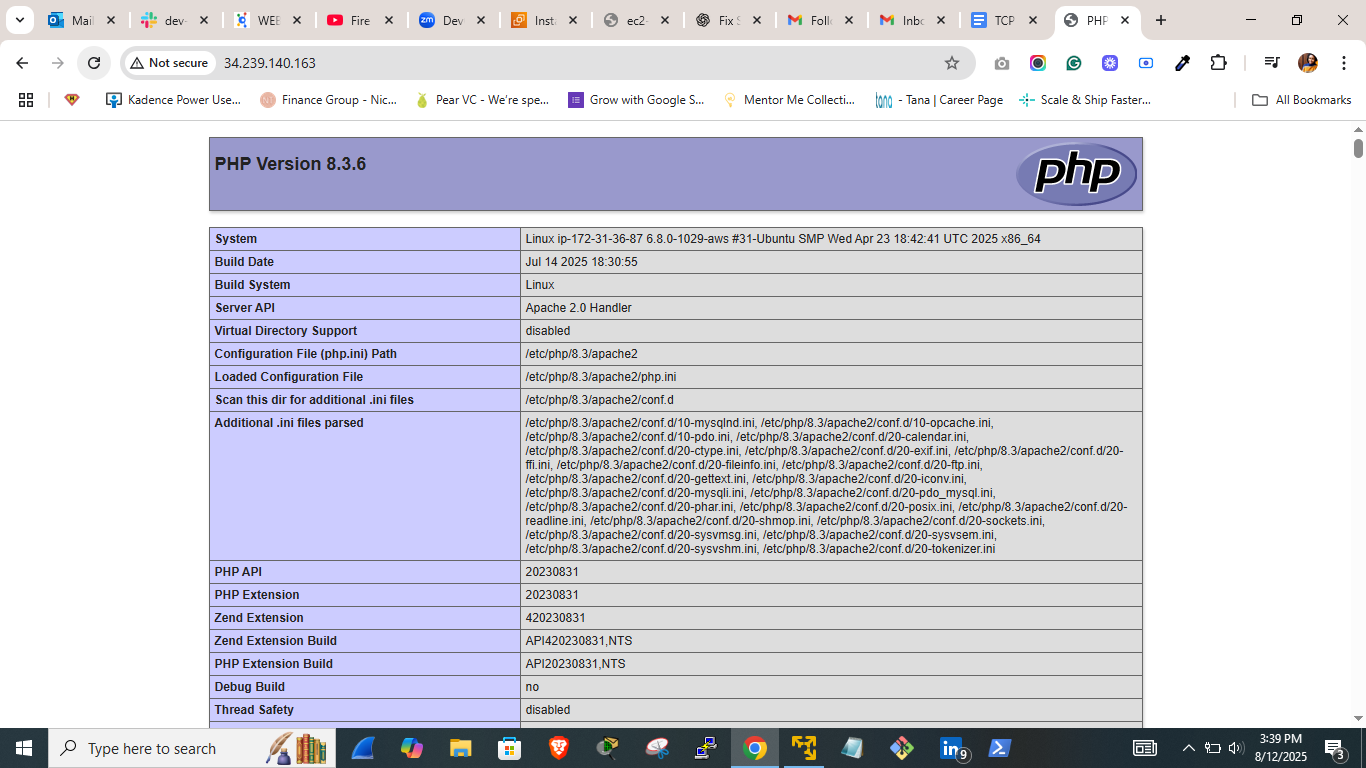 Mail
dev-
WEB
Fire
zm
Dev
Insta
ec2-
Fix S
Foll
Inbc
TCP
PHP
Not secure
34.239.140.163
Kadence Power Use...
Finance Group - Nic...
Pear VC - We're spe...
Grow with Google S...
Mentor Me Collecti...
tana
- Tana | Career Page
Scale & Ship Faster...
All Bookmarks
PHP Version 8.3.6
php
System
Linux ip-172-31-36-87 6.8.0-1029-aws #31-Ubuntu SMP Wed Apr 23 18:42:41 UTC 2025 x86_64
Build Date
Jul 14 2025 18:30:55
Build System
Linux
Server API
Apache 2.0 Handler
Virtual Directory Support
disabled
Configuration File (php.ini) Path
/etc/php/8.3/apache2
Loaded Configuration File
/etc/php/8.3/apache2/php.ini
Scan this dir for additional .ini files
/etc/php/8.3/apache2/conf.d
Additional .ini files parsed
/etc/php/8.3/apache2/conf.d/10-mysqlnd.ini, /etc/php/8.3/apache2/conf.d/10-opcache.ini,
/etc/php/8.3/apache2/conf.d/10-pdo.ini, /etc/php/8.3/apache2/conf.d/20-calendar.ini,
/etc/php/8.3/apache2/conf.d/20-ctype.ini, /etc/php/8.3/apache2/conf.d/20-exif.ini, /etc/php/8.3/apache2/conf.d/20-
ffi.ini, /etc/php/8.3/apache2/conf.d/20-fileinfo.ini, /etc/php/8.3/apache2/conf.d/20-ftp.ini,
/etc/php/8.3/apache2/conf.d/20-gettext.ini, /etc/php/8.3/apache2/conf.d/20-iconv.ini,
/etc/php/8.3/apache2/conf.d/20-mysqli.ini, /etc/php/8.3/apache2/conf.d/20-pdo_mysql.ini,
/etc/php/8.3/apache2/conf.d/20-phar.ini, /etc/php/8.3/apache2/conf.d/20-posix.ini, /etc/php/8.3/apache2/conf.d/20-
readline.ini, /etc/php/8.3/apache2/conf.d/20-shmop.ini, /etc/php/8.3/apache2/conf.d/20-sockets.ini,
/etc/php/8.3/apache2/conf.d/20-sysvmsg.ini, /etc/php/8.3/apache2/conf.d/20-sysvsem.ini,
/etc/php/8.3/apache2/conf.d/20-sysvshm.ini, /etc/php/8.3/apache2/conf.d/20-tokenizer.ini
PHP API
20230831
PHP Extension
20230831
Zend Extension
420230831
Zend Extension Build
API420230831,NTS
PHP Extension Build
API20230831,NTS
Debug Build
no
Thread Safety
disabled
Type here to search
in
9
3:39 PM
8/12/2025
3